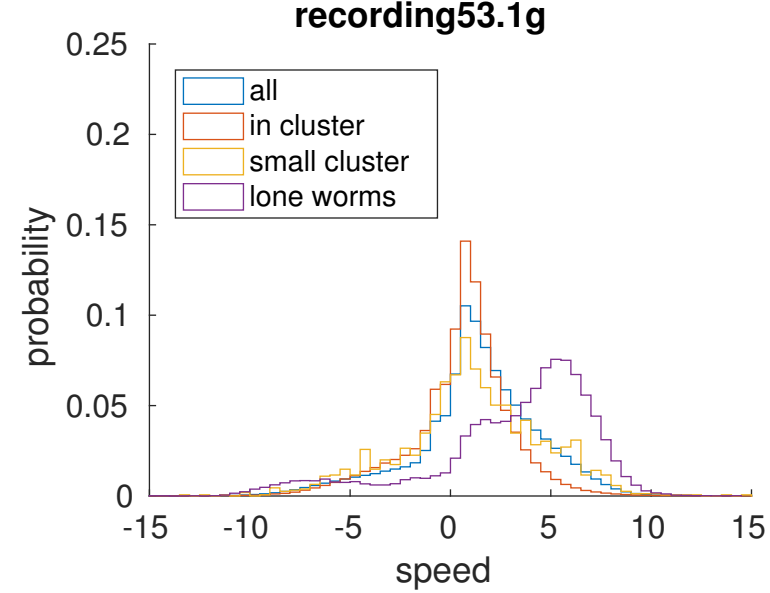 recording53.1g
0.25
0.2
0.15
0.1
0.05
0
probability
all
in cluster
small cluster
lone worms
-15 -10 -5 0 5 10 15
speed